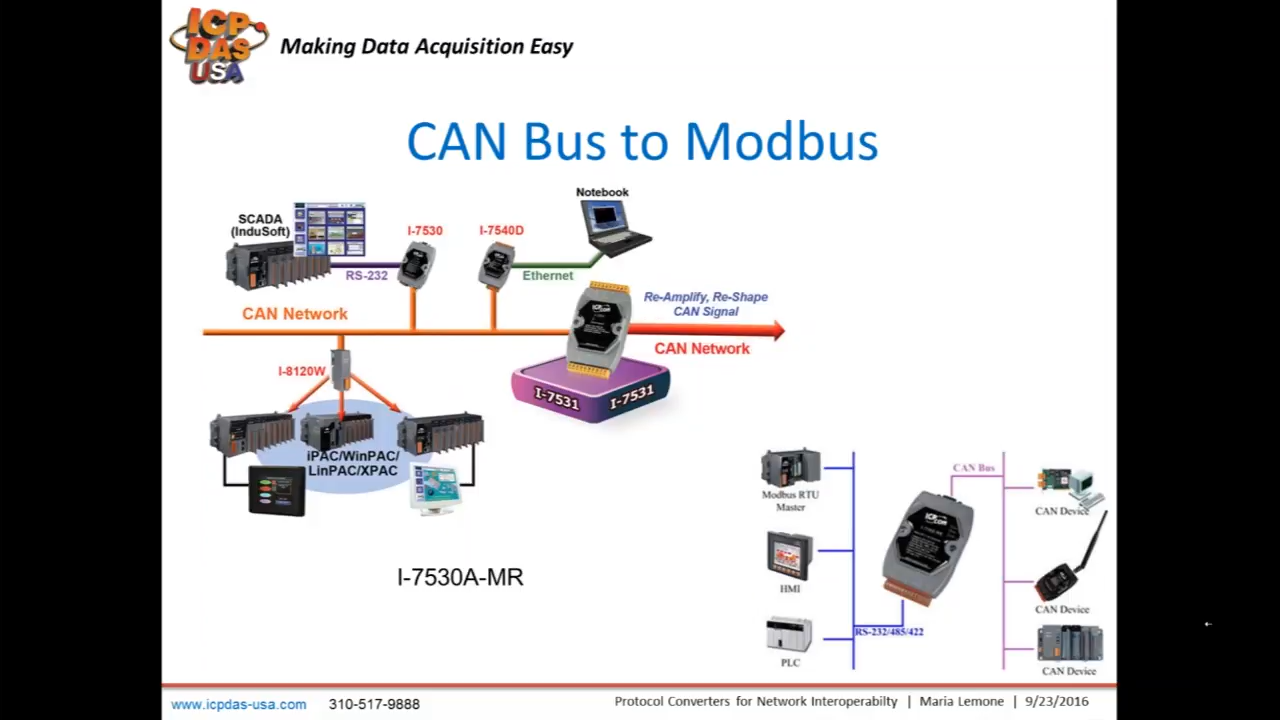 ICP
DAS
USA
Making Data Acquisition Easy
CAN Bus to Modbus
Notebook
SCADA
(InduSoft)
I-7530
I-7540D
RS-232
Ethernet
CAN Network
Re-Amplify, Re-Shape
CAN Signal
CAN Network
I-8120W
I-7531
I-7531
iPAC/WinPAC/
LinPAC/XPAC
I-7530A-MR
CAN Bus
Modbus RTU
Master
CAN Device
HMI
CAN Device
RS-232/485/422
PLC
CAN Device
www.icpdas-usa.com
310-517-9888
Protocol Converters for Network Interoperabilty | Maria Lemone | 9/23/2016